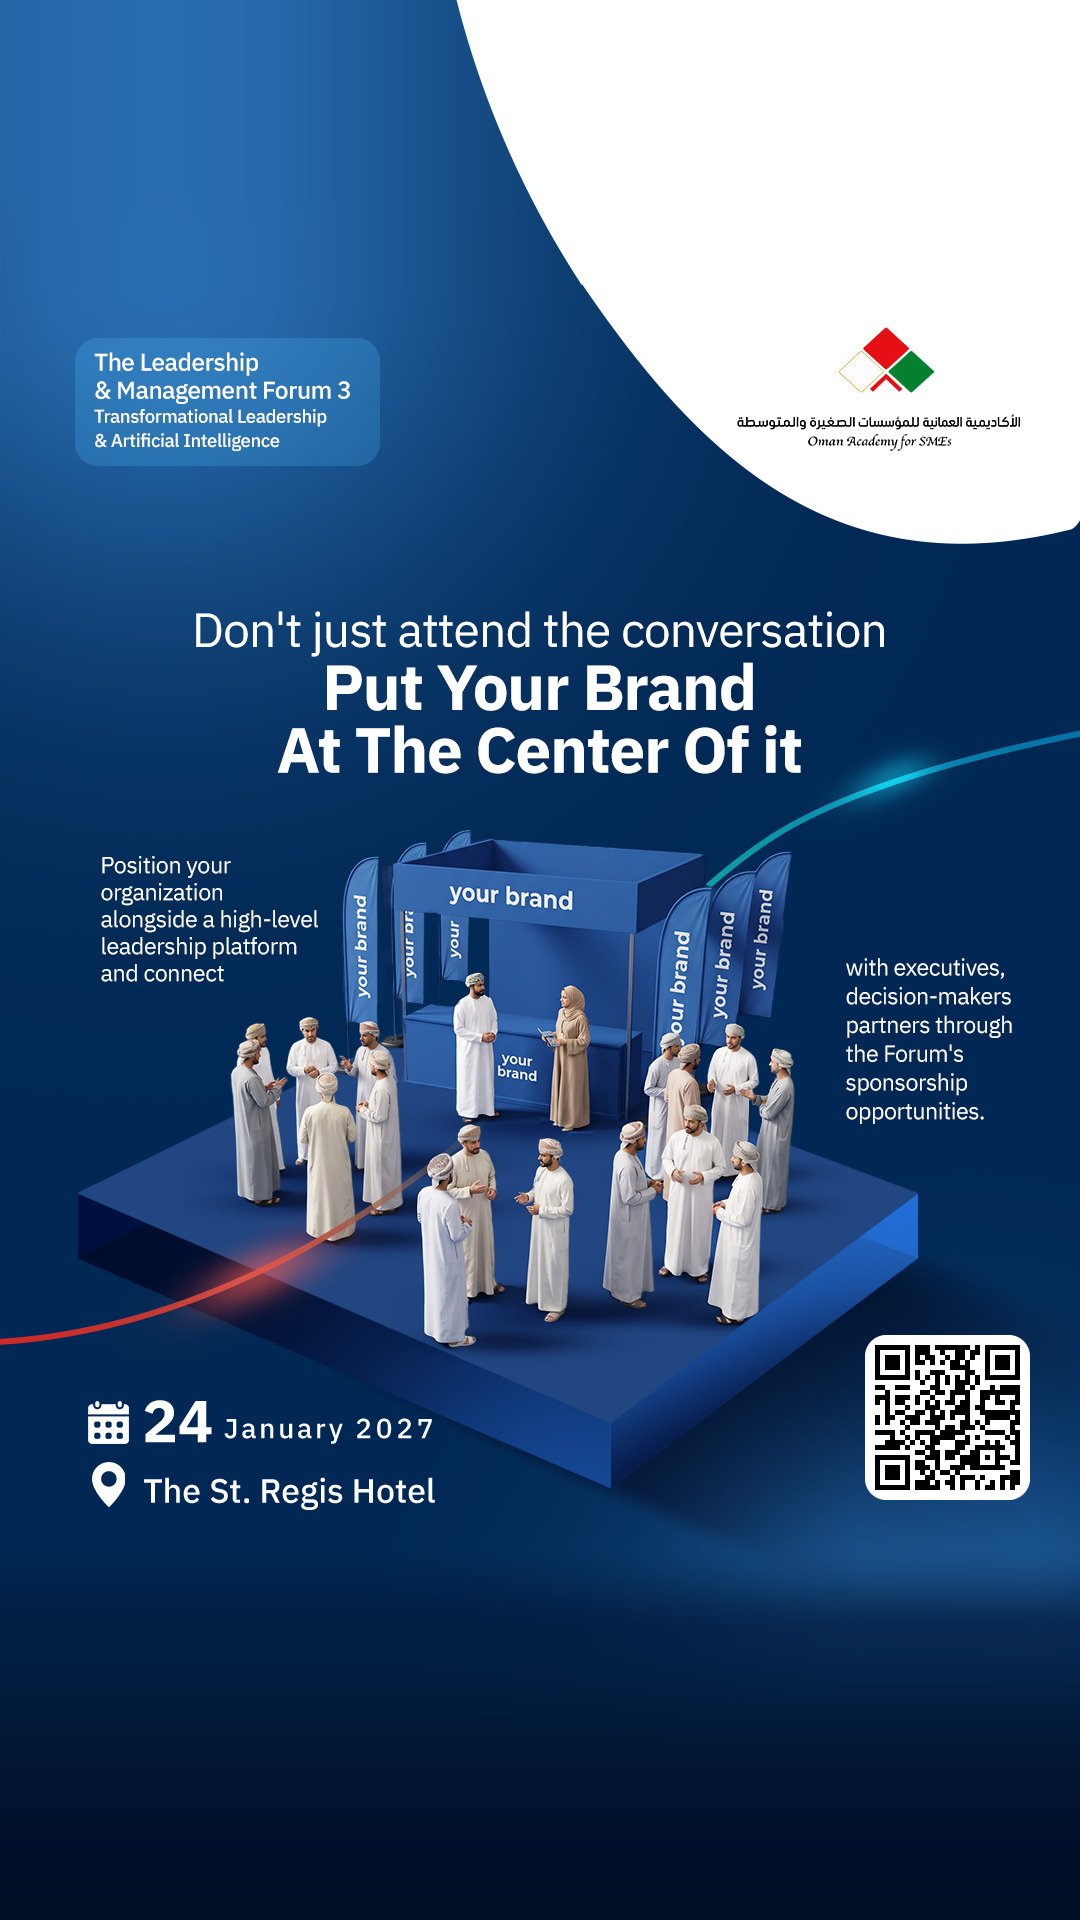 The Leadership
& Management Forum 3
Transformational Leadership
& Artificial Intelligence
الأكاديمية العمانية للمؤسسات الصغيرة والمتوسطة
Oman Academy for SMEs
Don't just attend the conversation
Put Your Brand
At The Center Of it
Position your
organization
alongside a high-level
leadership platform
and connect
your brand
your bra
your
your brand
your brand
your brand
your brand
your
brand
with executives,
decision-makers
partners through
the Forum's
sponsorship
opportunities.
24 January 2027
The St. Regis Hotel